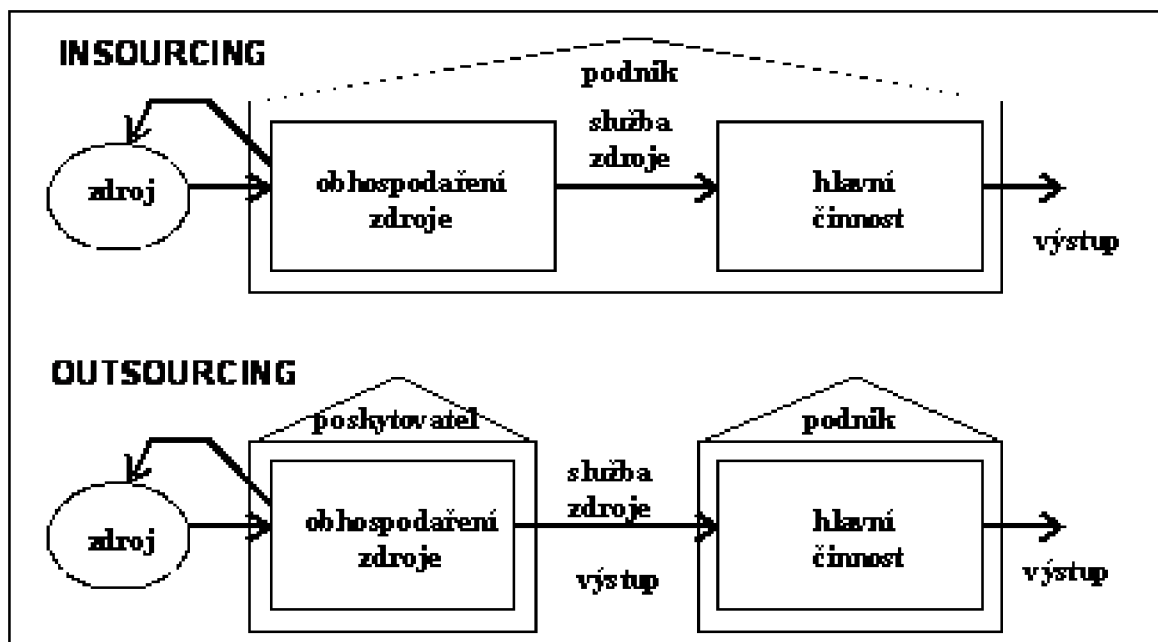 INSOURCING
podnik
služba
zdroje
zdroj
obhospodaření
zdroje
hlavní
činnost
výstup
OUTSOURCING
poskytovatel
podnik
služba
zdroje
zdroj
obhospodaření
zdroje
výstup
hlavní
činnost
výstup